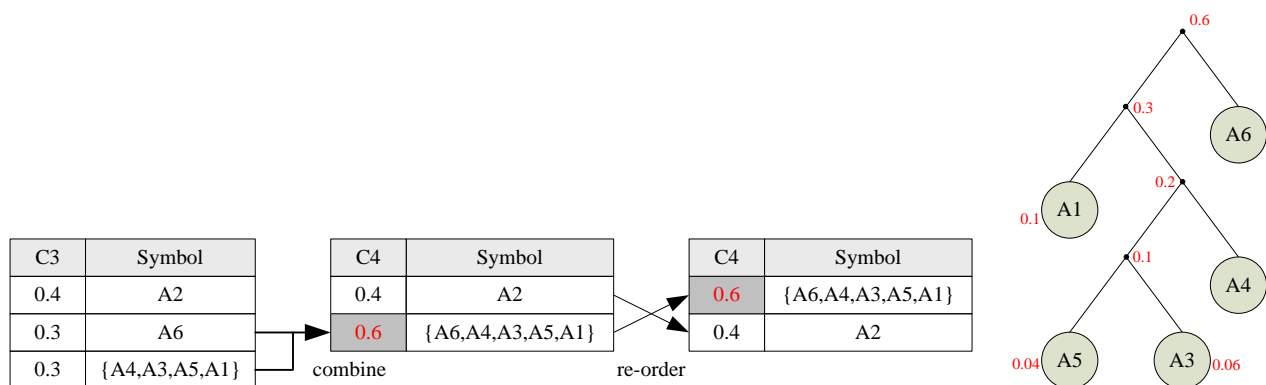 C3 Symbol
0.4 A2
0.3 A6
0.3 {A4,A3,A5,A1}
combine
C4 Symbol
0.4 A2
0.6 {A6,A4,A3,A5,A1}
re-order
C4 Symbol
0.6 {A6,A4,A3,A5,A1}
0.4 A2
0.6
0.3
A6
0.2
0.1 A1
0.1
A4
0.04 A5 A3 0.06